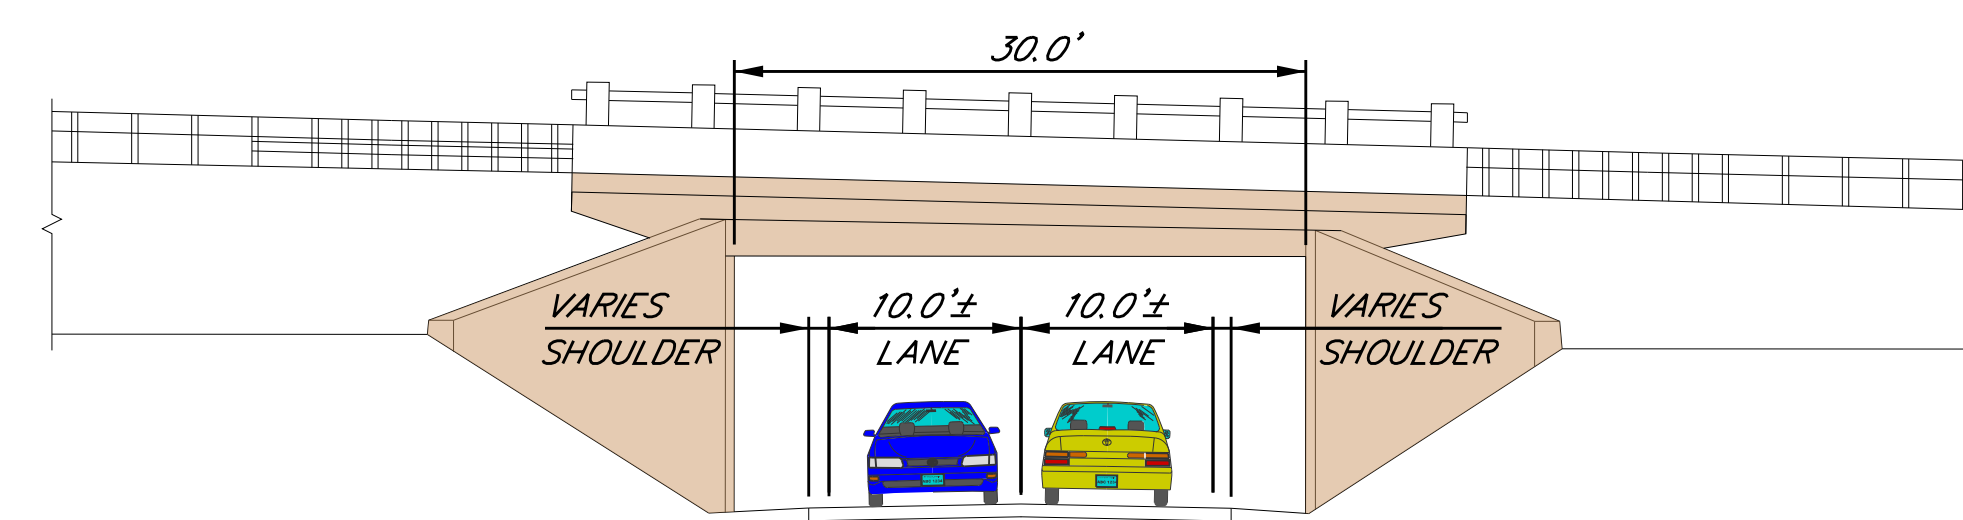 30.0'
VARIES
SHOULDER
10.0'±
LANE
10.0'±
LANE
VARIES
SHOULDER